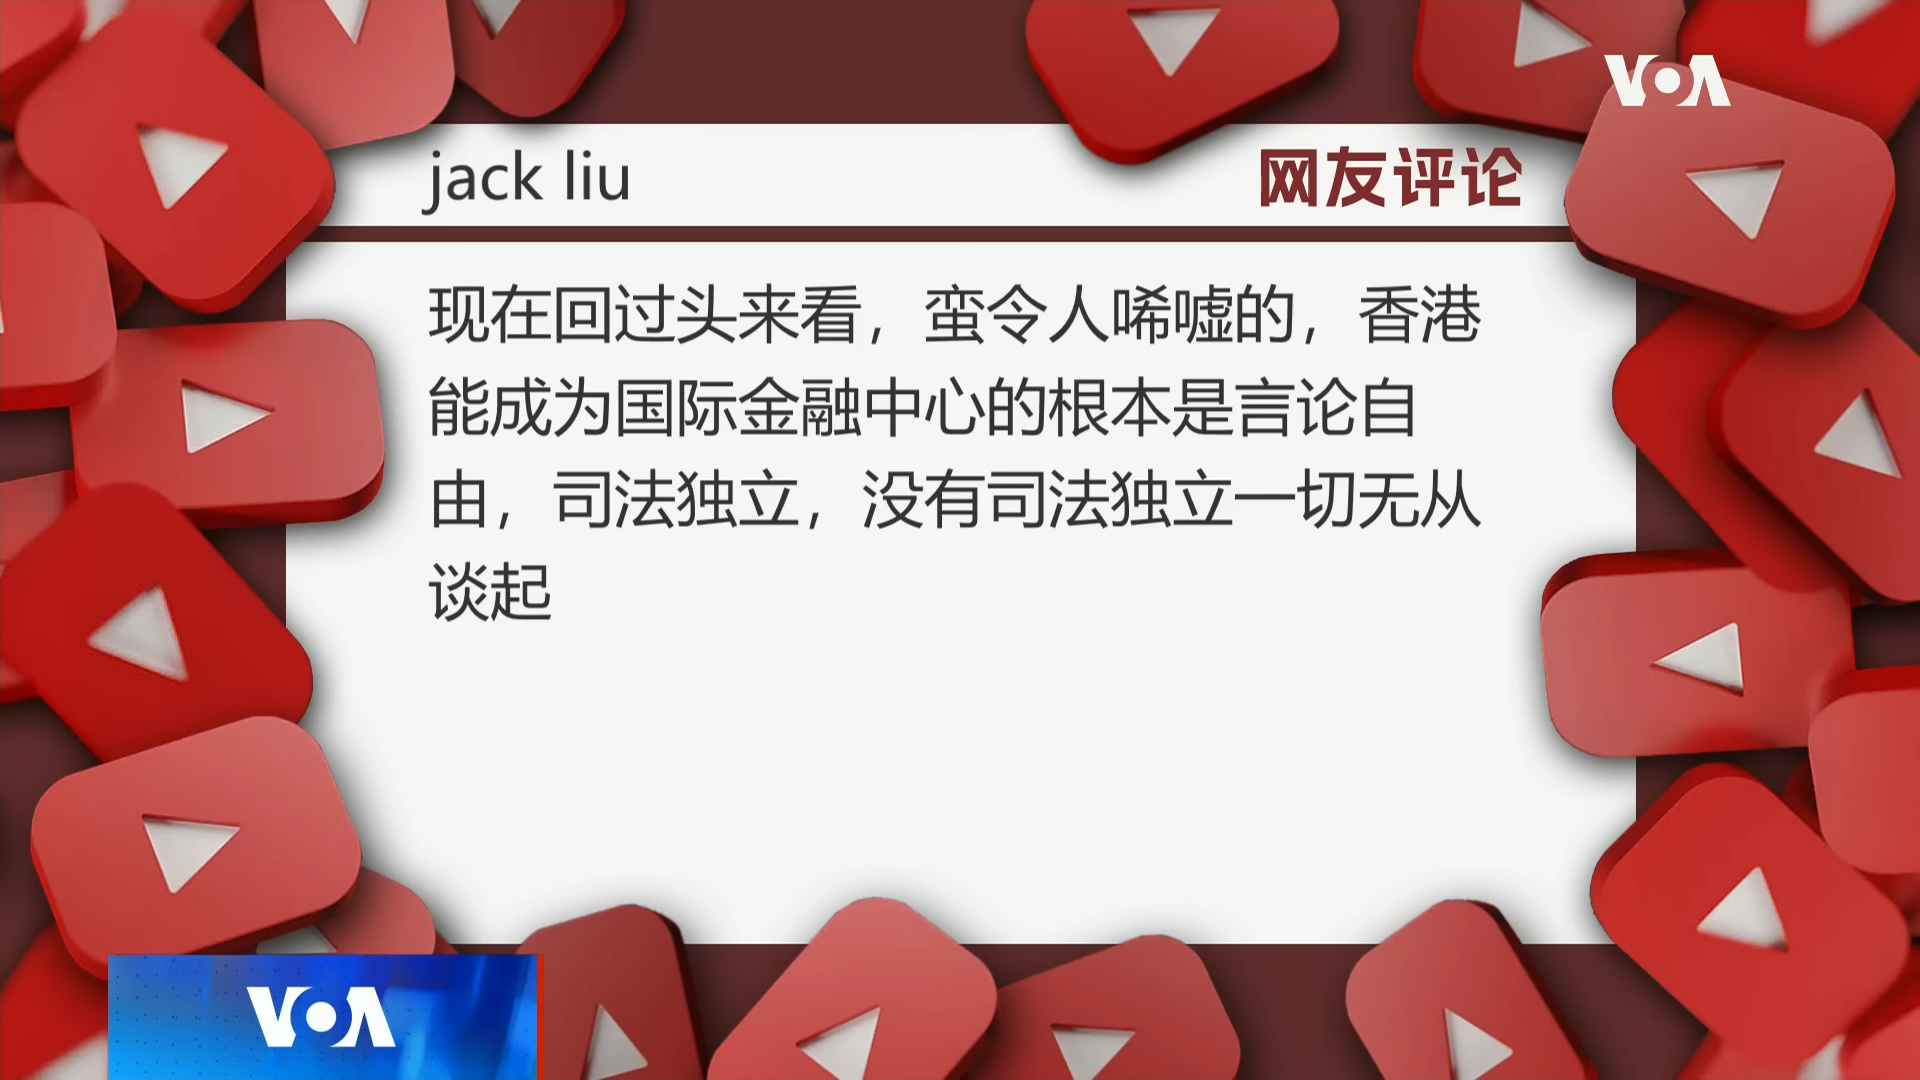 VOA
jack liu
网友评论
现在回过头来看，蛮令人唏嘘的，香港
能成为国际金融中心的根本是言论自
由，司法独立，没有司法独立一切无从
谈起
VOA